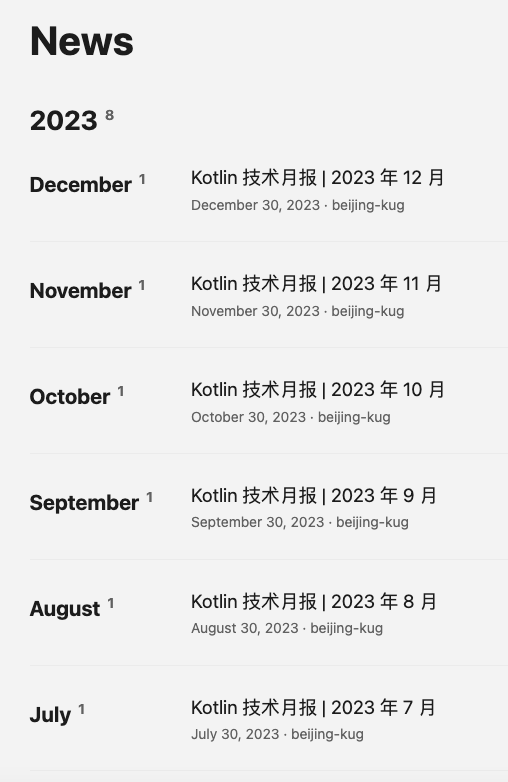 News
2023 8
December 1
Kotlin 技术月报 | 2023 年 12 月
December 30, 2023 · beijing-kug
November 1
Kotlin 技术月报 | 2023 年 11 月
November 30, 2023 · beijing-kug
October 1
Kotlin 技术月报 | 2023 年 10 月
October 30, 2023 · beijing-kug
September 1
Kotlin 技术月报 | 2023 年 9 月
September 30, 2023 · beijing-kug
August 1
Kotlin 技术月报 | 2023 年 8 月
August 30, 2023 · beijing-kug
July 1
Kotlin 技术月报 | 2023 年 7 月
July 30, 2023 · beijing-kug